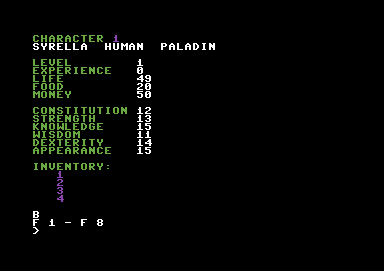 CHARACTER 1
SYRELLA HUMAN PALADIN
LEVEL 1
EXPERIENCE 0
LIFE 49
FOOD 20
MONEY 50
CONSTITUTION 12
STRENGTH 13
KNOWLEDGE 15
WISDOM 11
DEXTERITY 14
APPEARANCE 15
INVENTORY:
1
2
3
4
B
F 1 - F 8
>